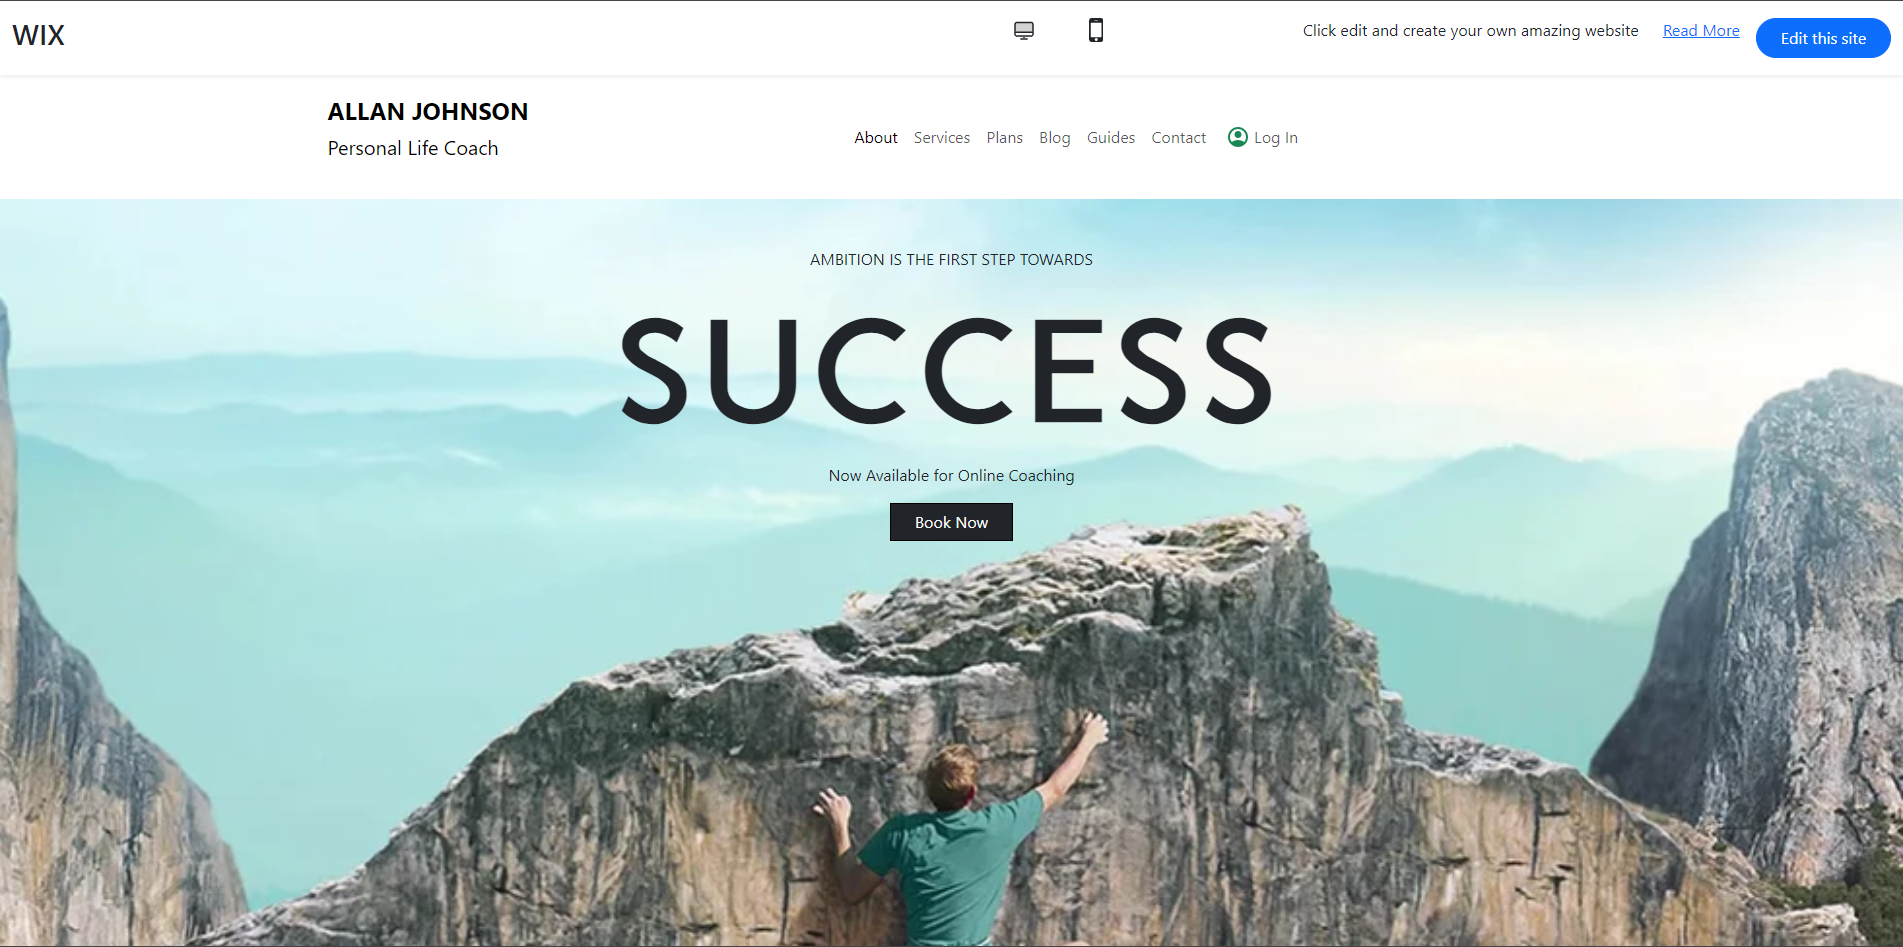 WIX
Click edit and create your own amazing website Read More Edit this site
ALLAN JOHNSON
Personal Life Coach
About Services Plans Blog Guides Contact Log In
AMBITION IS THE FIRST STEP TOWARDS
SUCCESS
Now Available for Online Coaching
Book Now